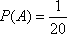 P(A) = 1/20